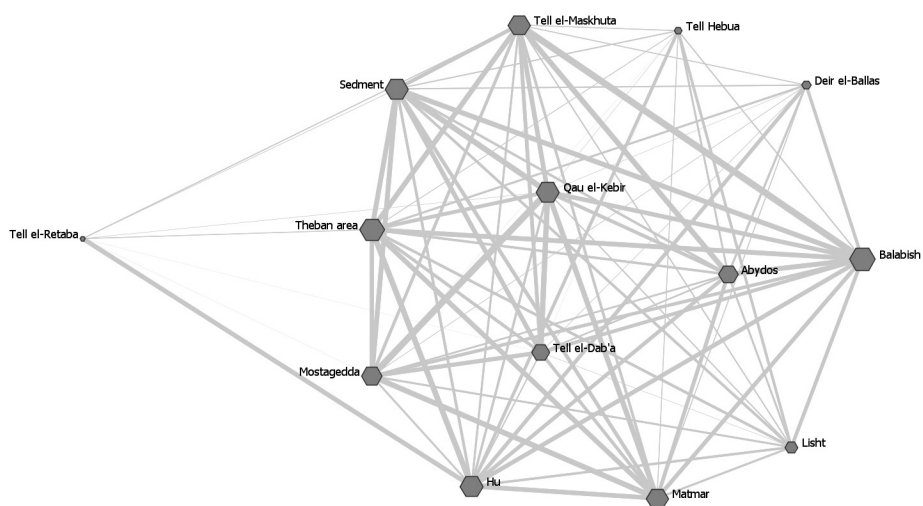 Tell el-Maskhuta
Tell Hebua
Sedment
Deir el-Ballas
Qau el-Kebir
Theban area
Tell el-Retaba
Balabish
Abydos
Tell el-Dab'a
Mostagedda
Lisht
Hu
Matmar